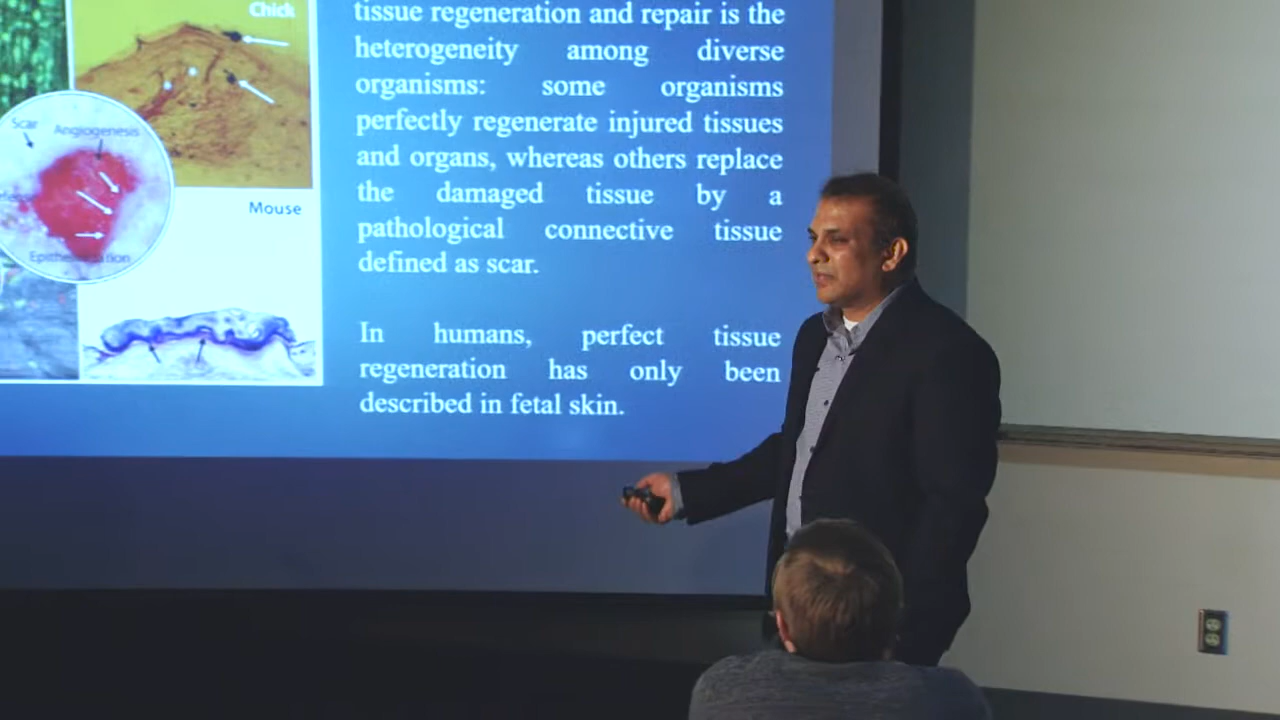 Chick
Scar
Angiogenesis
Mouse
tissue regeneration and repair is the
heterogeneity among diverse
organisms: some organisms
perfectly regenerate injured tissues
and organs, whereas others replace
the damaged tissue by a
pathological connective tissue
defined as scar.
In humans, perfect tissue
regeneration has only been
described in fetal skin.